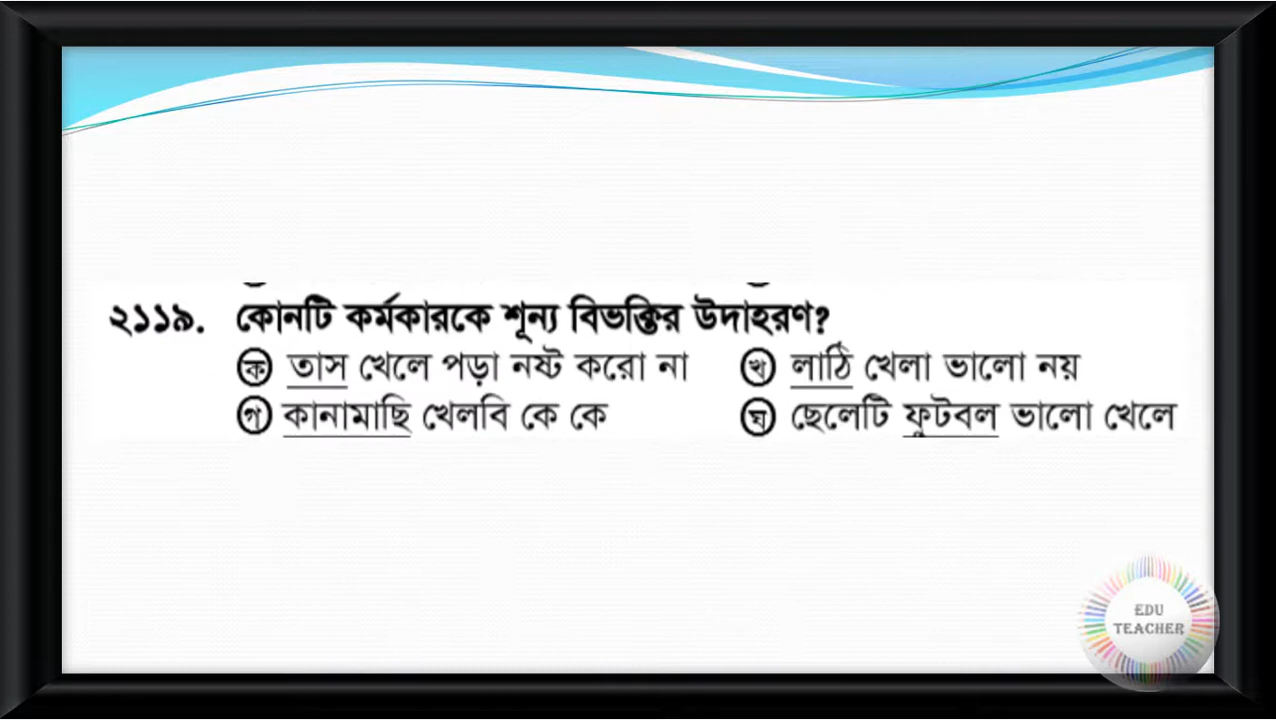 ২১১৯. কোনটি কর্মকারকে শূন্য বিভক্তির উদাহরণ?
ক তাস খেলে পড়া নষ্ট করো না খ লাঠি খেলা ভালো নয়
গ কানামাছি খেলবি কে কে ঘ ছেলেটি ফুটবল ভালো খেলে
EDU
TEACHER